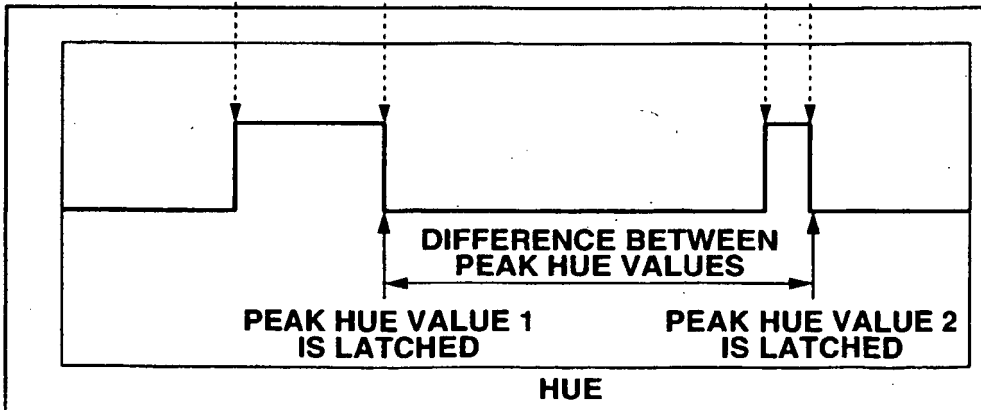 DIFFERENCE BETWEEN
PEAK HUE VALUES
PEAK HUE VALUE 1
IS LATCHED
PEAK HUE VALUE 2
IS LATCHED
HUE